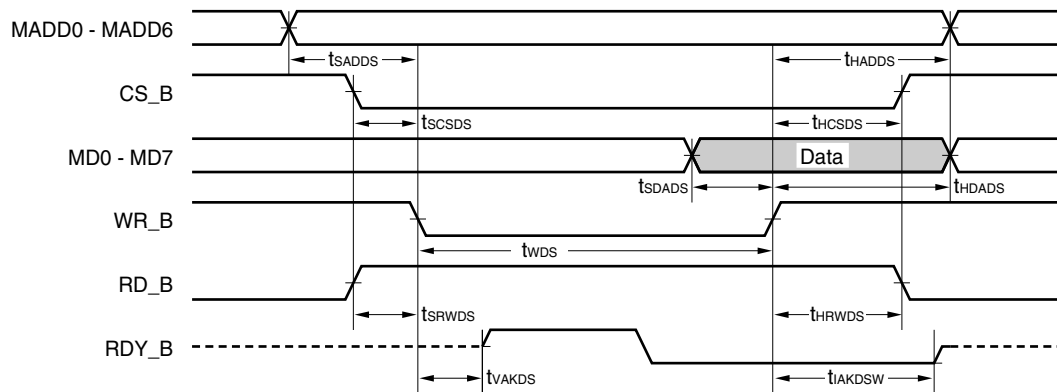 MADD0 - MADD6
tSADDS
tHADDS
CS_B
tSCSDS
tHCSDS
MD0 - MD7
Data
tSDADS
tHDADS
WR_B
tWDS
RD_B
tSRWDS
tHRWDS
RDY_B
tVAKDS
tIAKDSW